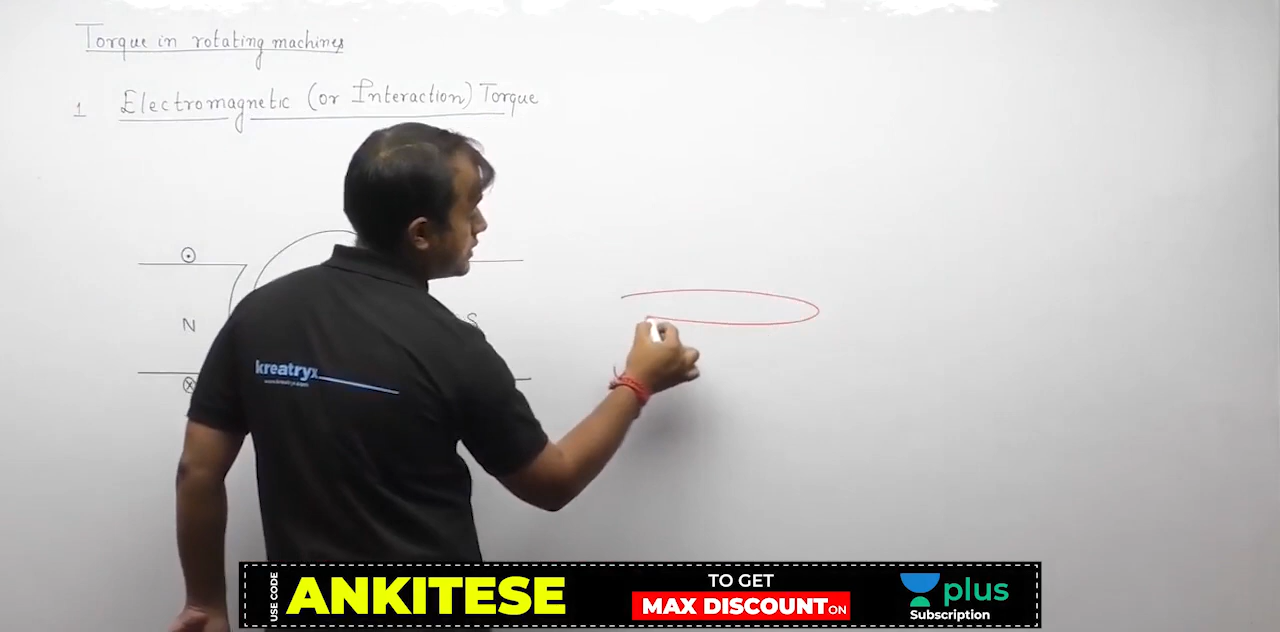 Torque in rotating machines
1 Electromagnetic (or Interaction) Torque
N
S
kreatryx
USE CODE
ANKITESE
TO GET
MAX DISCOUNT ON
plus
Subscription